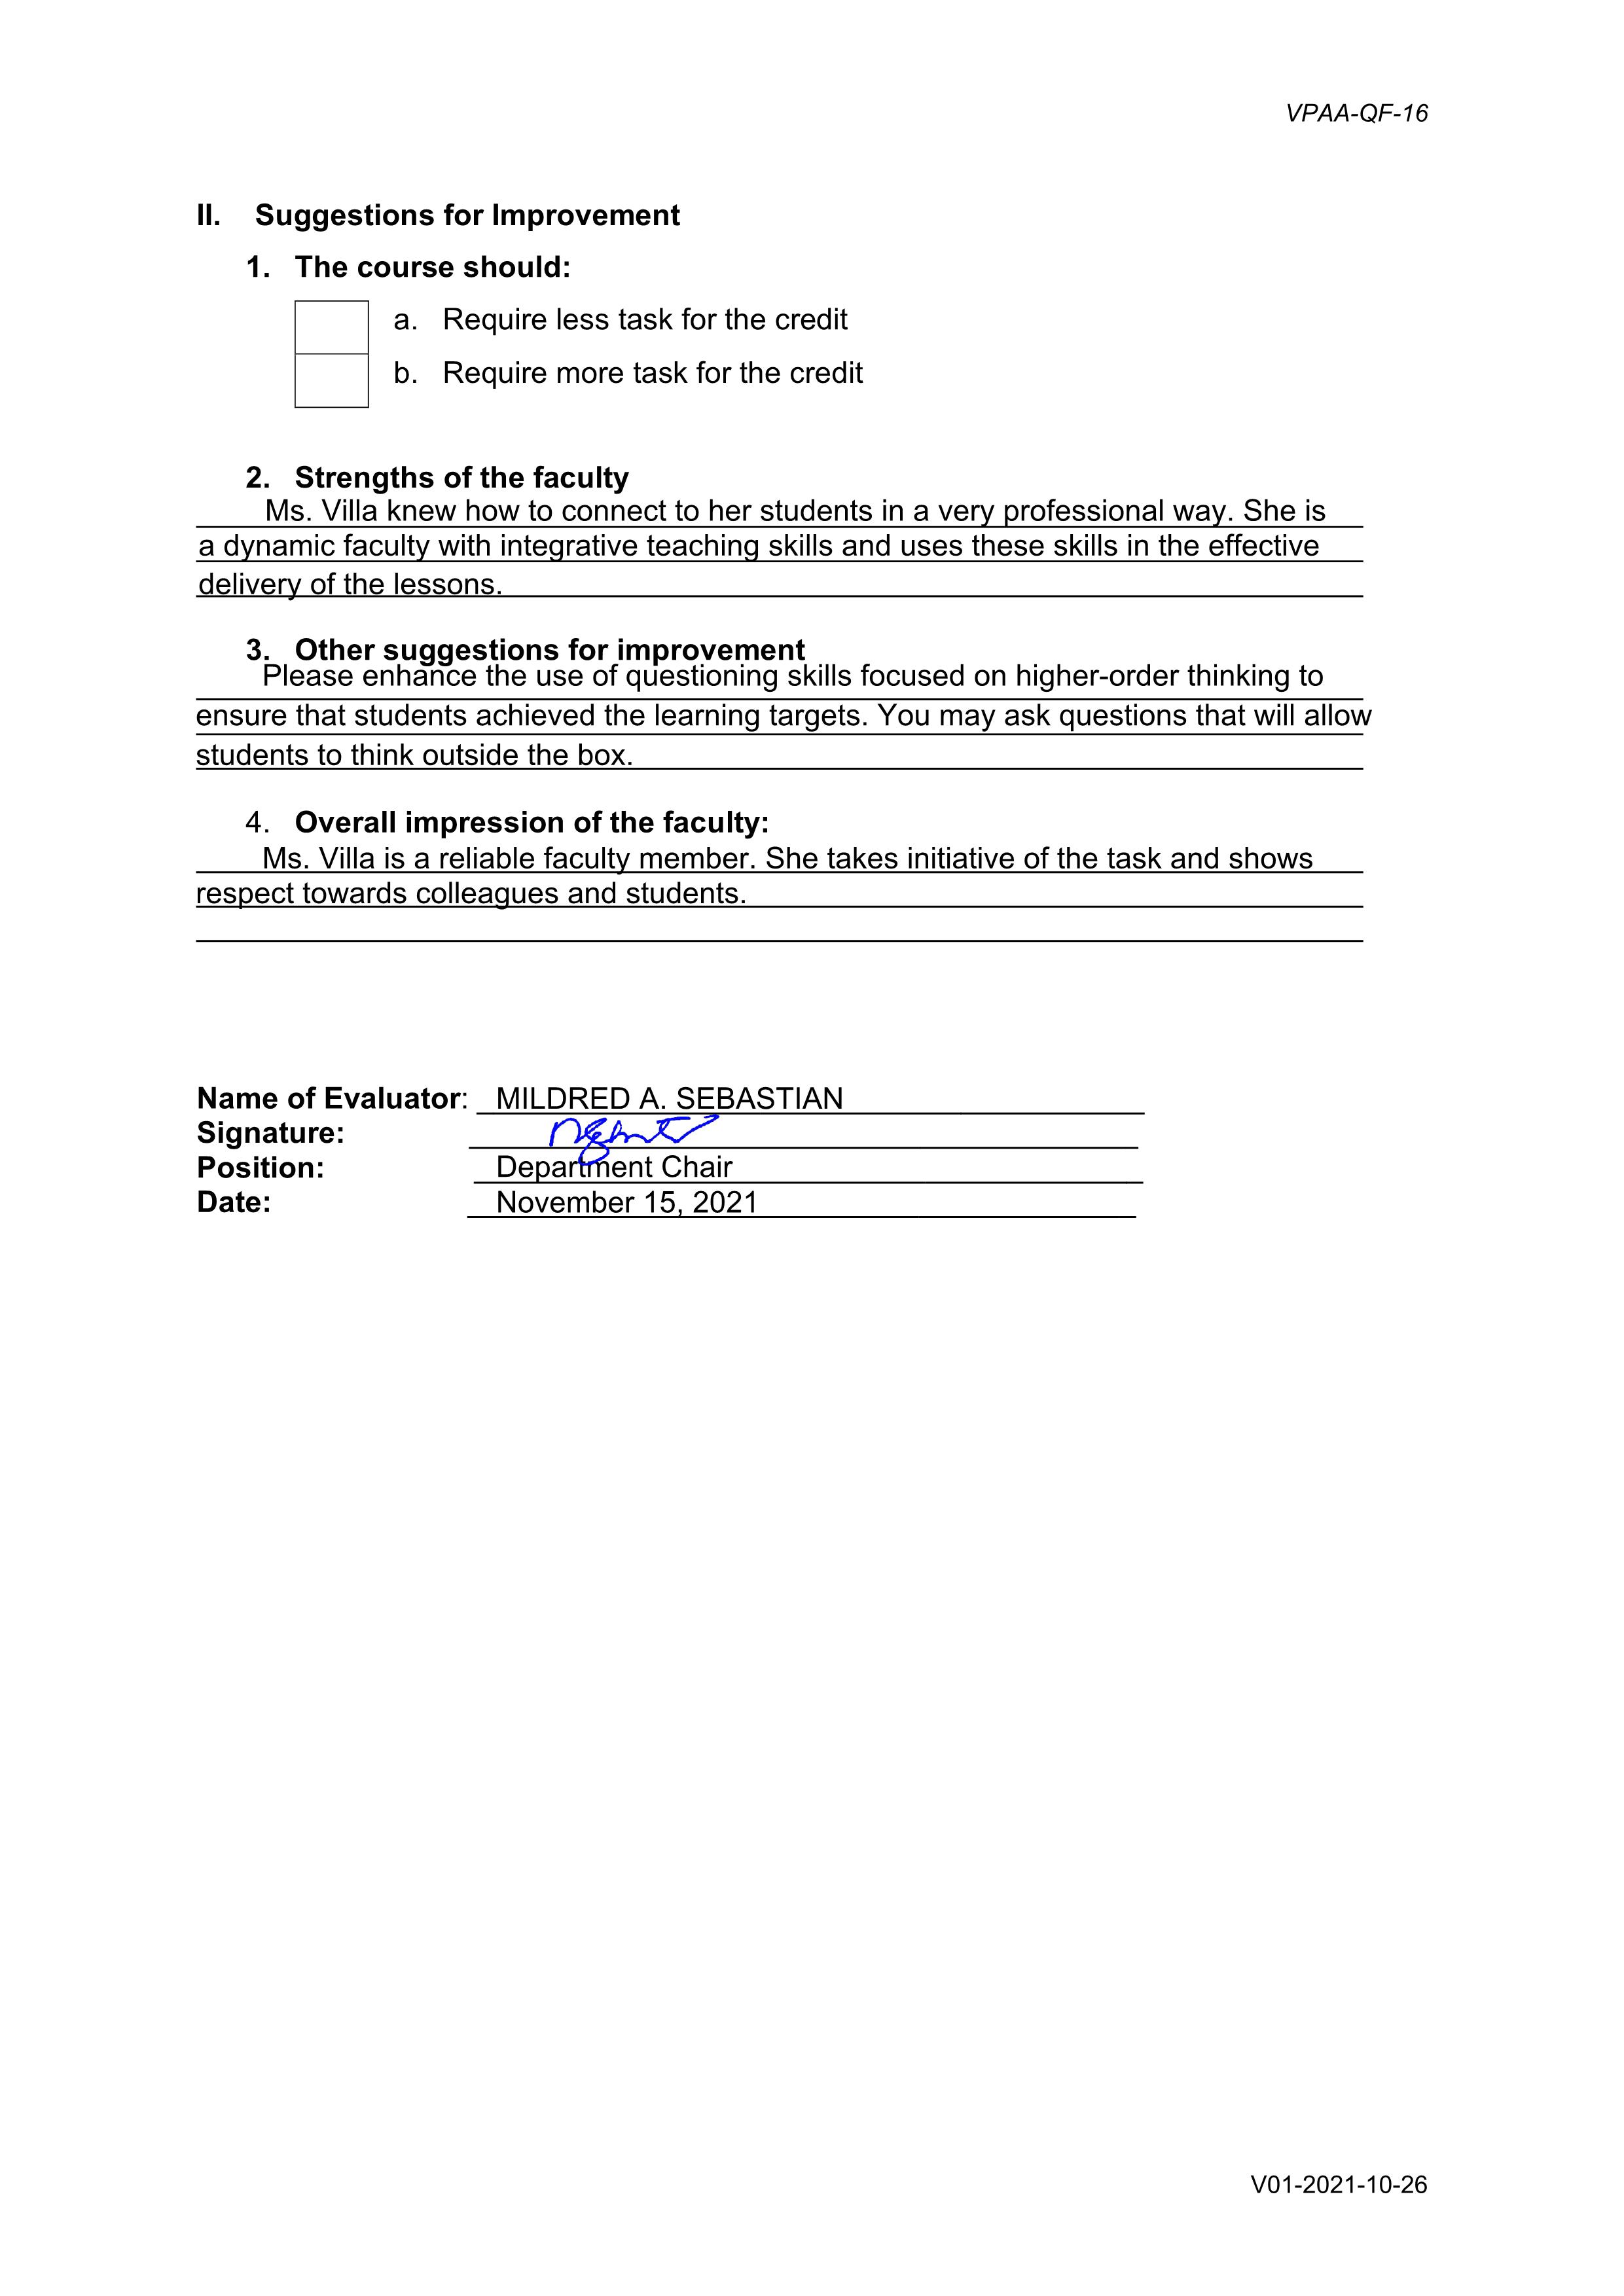 VPAA-QF-16
II. Suggestions for Improvement
1. The course should:
a. Require less task for the credit
b. Require more task for the credit
2. Strengths of the faculty
Ms. Villa knew how to connect to her students in a very professional way. She is
a dynamic faculty with integrative teaching skills and uses these skills in the effective
delivery of the lessons.
3. Other suggestions for improvement
Please enhance the use of questioning skills focused on higher-order thinking to
ensure that students achieved the learning targets. You may ask questions that will allow
students to think outside the box.
4. Overall impression of the faculty:
Ms. Villa is a reliable faculty member. She takes initiative of the task and shows
respect towards colleagues and students.
Name of Evaluator: MILDRED A. SEBASTIAN
Signature:
Position: Department Chair
Date: November 15, 2021
V01-2021-10-26